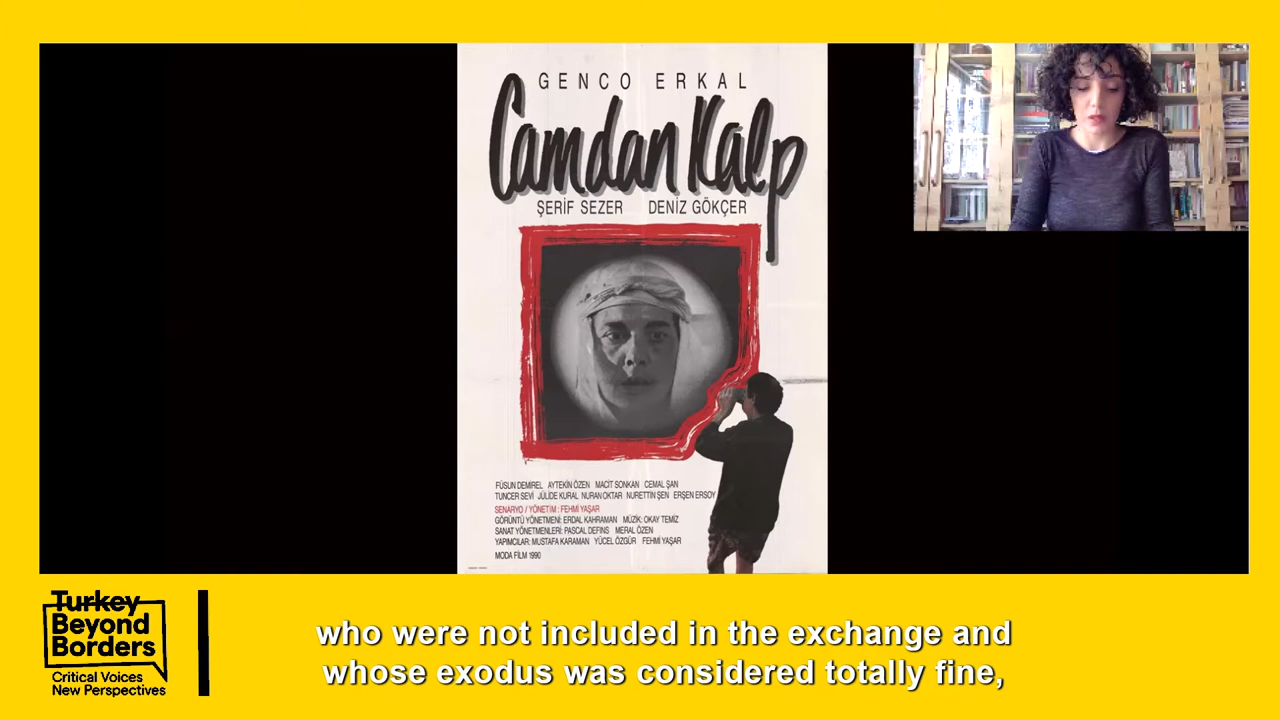 GENCO ERKAL
Camdan Kalp
ŞERİF SEZER DENİZ GÖKÇER
FÜSUN DEMİREL AYTEKİN ÖZEN MACİT SONKAN CEMAL ŞAN
TUNCER SEVİ JÜLİDE KURAL NURAN OKTAR NURETTİN ŞEN ERŞEN ERSOY
SENARYO / YÖNETİM : FEHMİ YAŞAR
GÖRÜNTÜ YÖNETMENİ: ERDAL KAHRAMAN MÜZİK: OKAY TEMİZ
SANAT YÖNETMENLERİ: PASCAL DEFINS MERAL ÖZEN
YAPIMCILAR: MUSTAFA KARAMAN YÜCEL ÖZGÜR FEHMİ YAŞAR
MODA FİLM 1990
Turkey
Beyond
Borders
Critical Voices
New Perspectives
who were not included in the exchange and
whose exodus was considered totally fine,